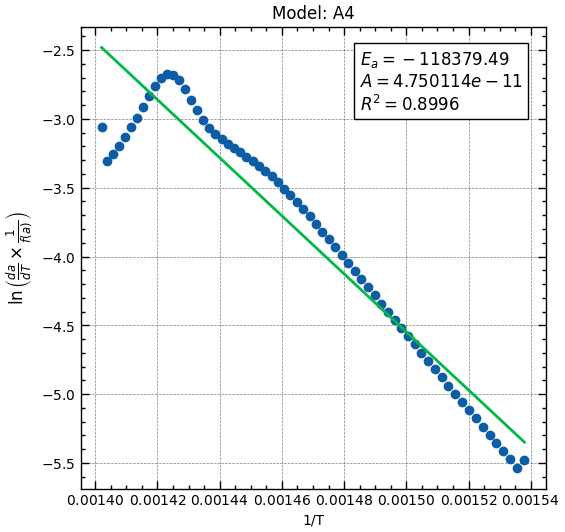 Model: A4
E_a = −118379.49
A = 4.750114e − 11
R² = 0.8996
ln(da/dT × 1/f(a))
−2.5
−3.0
−3.5
−4.0
−4.5
−5.0
−5.5
0.00140 0.00142 0.00144 0.00146 0.00148 0.00150 0.00152 0.00154
1/T